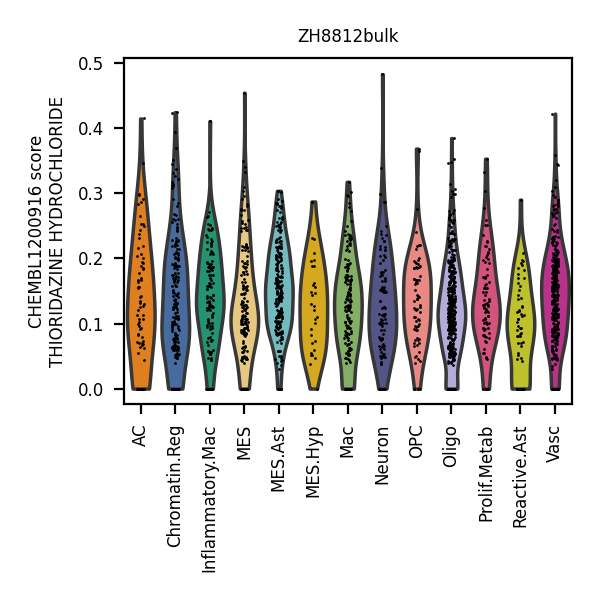 ZH8812bulk
CHEMBL1200916 score
THIORIDAZINE HYDROCHLORIDE
0.5
0.4
0.3
0.2
0.1
0.0
AC
Chromatin.Reg
Inflammatory.Mac
MES
MES.Ast
MES.Hyp
Mac
Neuron
OPC
Oligo
Prolif.Metab
Reactive.Ast
Vasc